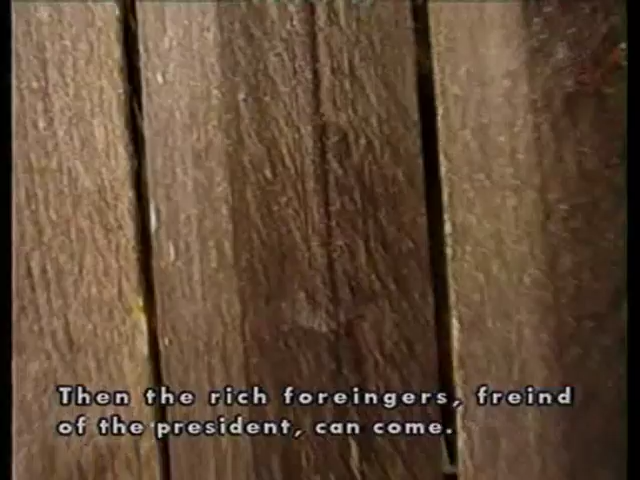 Then the rich foreingers, freind
of the president, can come.